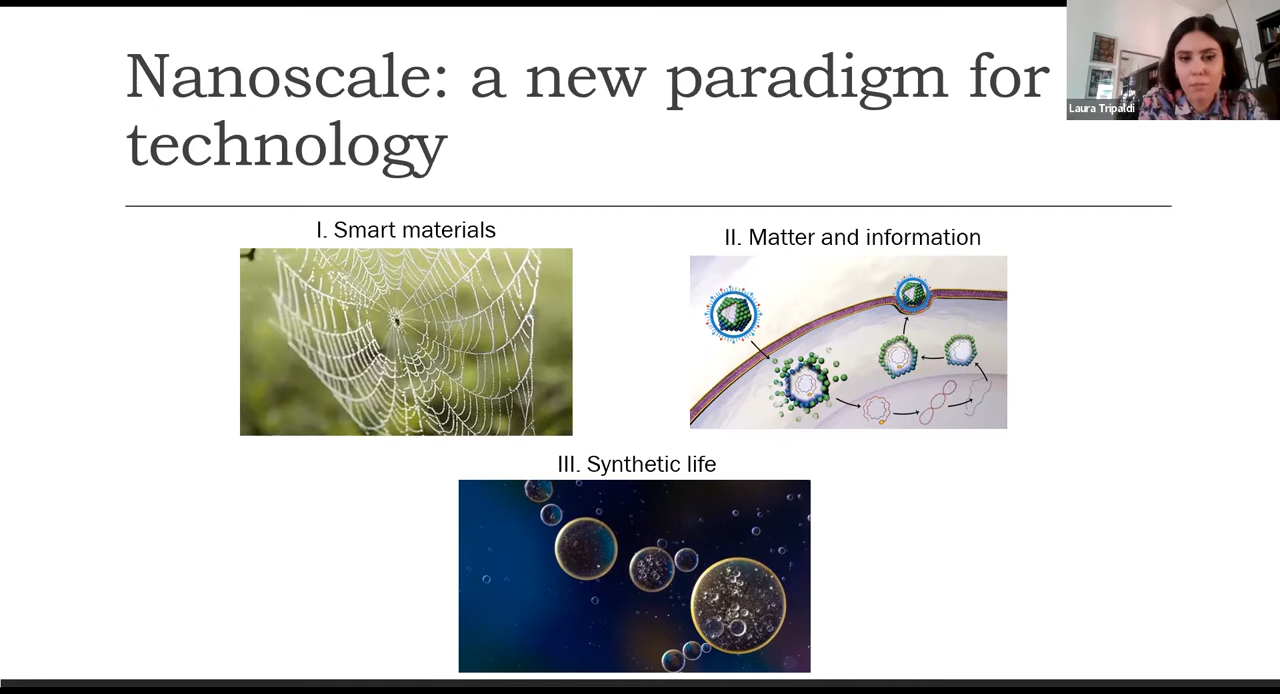 Nanoscale: a new paradigm for
technology
Laura Tripaldi
I. Smart materials
II. Matter and information
III. Synthetic life